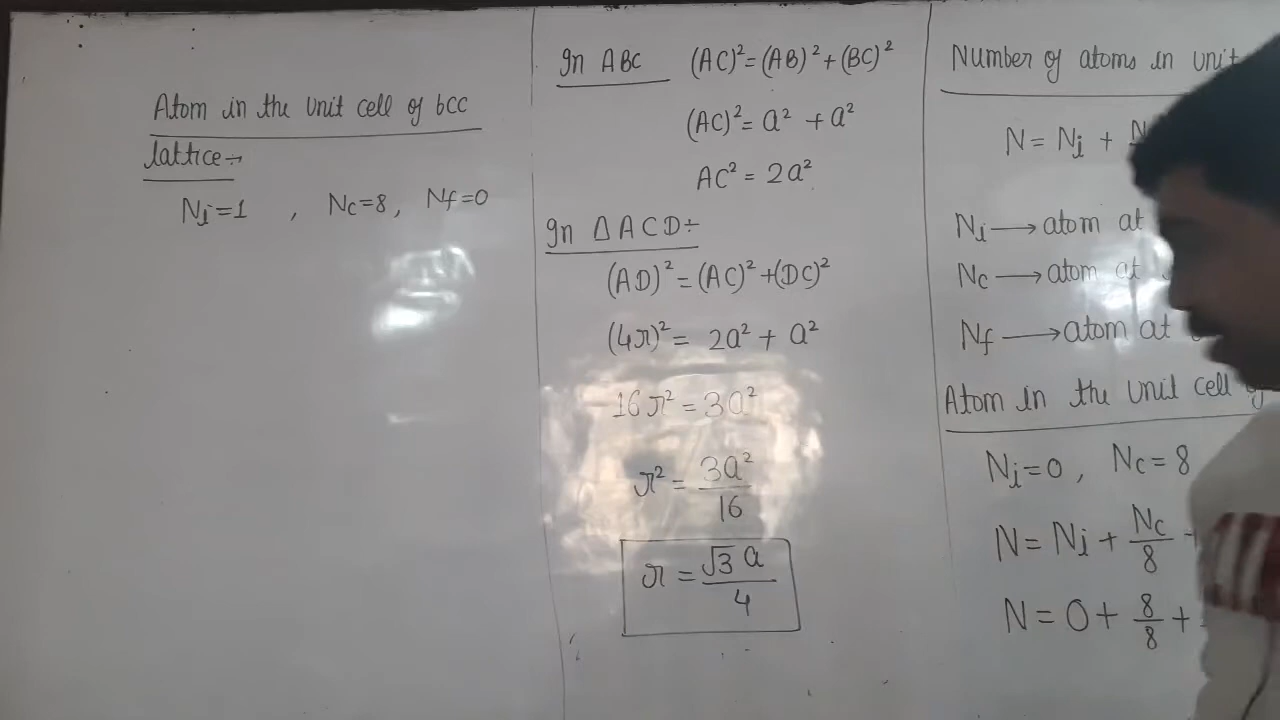 Atom in the unit cell of bcc
lattice÷
Ni=1 , Nc=8, Nf=0
In ABC (AC)²=(AB)²+(BC)²
(AC)²= a² + a²
AC² = 2a²
In ΔACD÷
(AD)²=(AC)²+(DC)²
(4r)² = 2a² + a²
16r² = 3a²
r² = 3a²/16
r = √3 a/4
Number of atoms in unit
N = Ni +
Ni → atom at
Nc → atom at
Nf → atom at
Atom in the unit cell of
Ni=0, Nc=8
N= Ni + Nc/8
N = 0 + 8/8 +